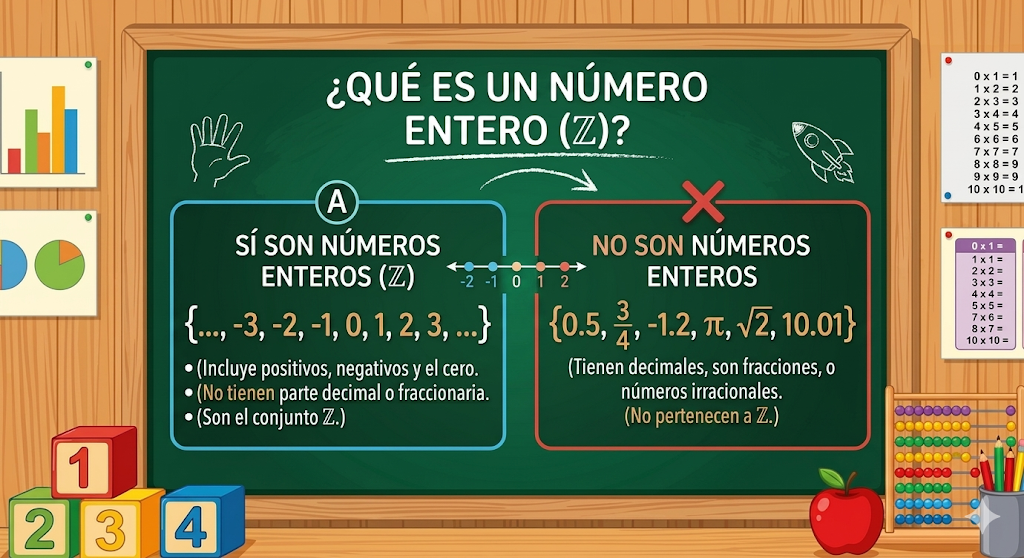 ¿QUÉ ES UN NÚMERO
ENTERO (ℤ)?
A
SÍ SON NÚMEROS
ENTEROS (ℤ)
{..., -3, -2, -1, 0, 1, 2, 3, ...}
• (Incluye positivos, negativos y el cero.
• (No tienen parte decimal o fraccionaria.
• (Son el conjunto ℤ.)
-2 -1 0 1 2
NO SON NÚMEROS
ENTEROS
{0.5, 3/4, -1.2, π, √2, 10.01}
(Tienen decimales, son fracciones, o
números irracionales.
(No pertenecen a ℤ.)
0 x 1 = 1
1 x 2 = 2
2 x 3 = 3
3 x 4 = 4
4 x 5 = 5
6 x 6 = 6
7 x 7 = 7
8 x 8 = 9
9 x 9 = 9
10 x 10 = 1
0 x 1 =
1 x 1 =
2 x 2 =
3 x 3 =
4 x 4 =
5 x 5 =
7 x 6 =
8 x 7 =
10 x 10 =
1
2
3
4